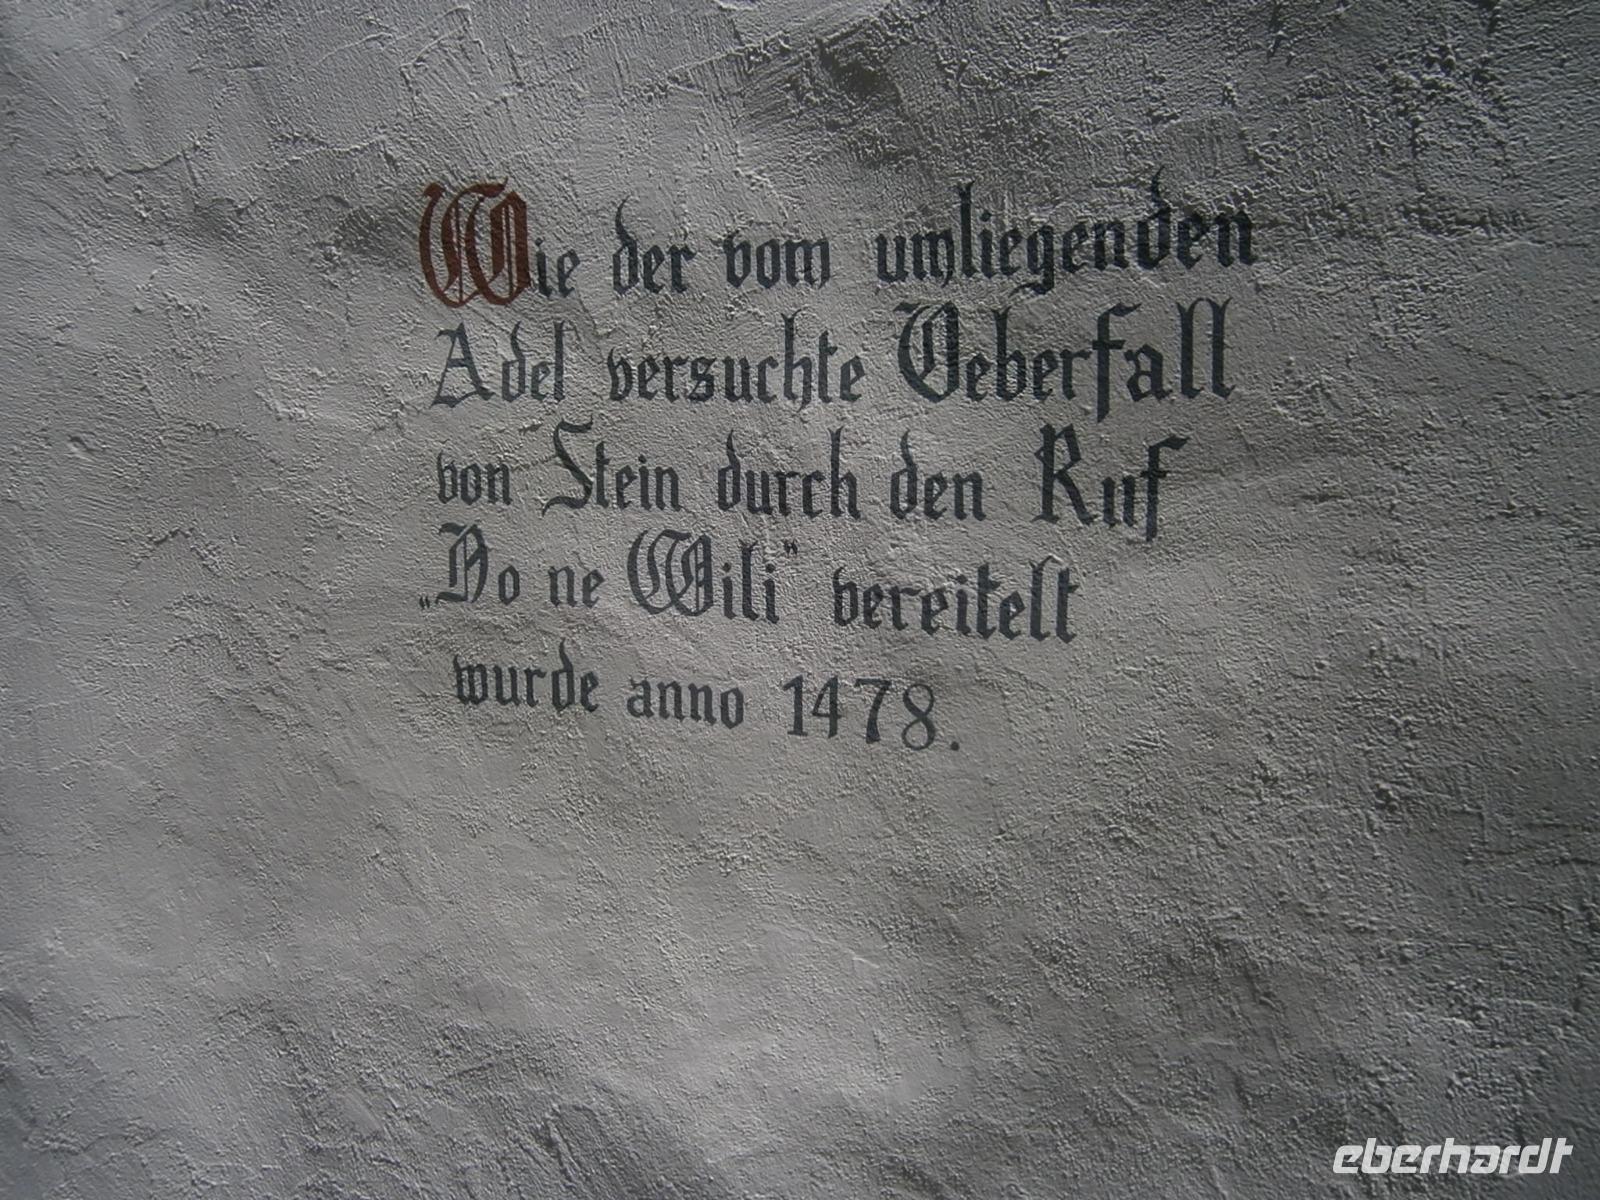 Wie der vom umliegenden
Adel versuchte Ueberfall
von Stein durch den Ruf
„No ne Wili" vereitelt
wurde anno 1478.
eberhardt